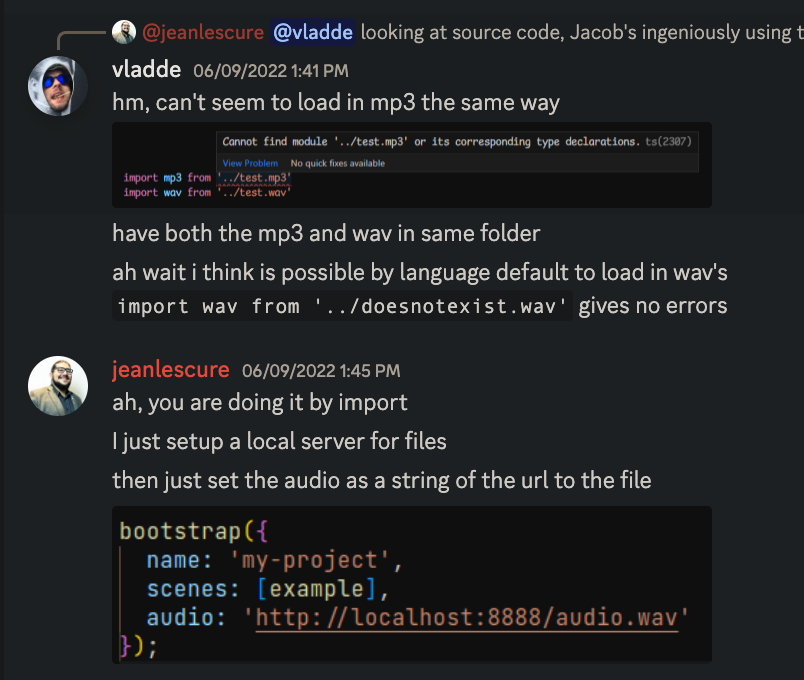 @jeanlescure @vladde looking at source code, Jacob's ingeniously using
vladde 06/09/2022 1:41 PM
hm, can't seem to load in mp3 the same way
Cannot find module '../test.mp3' or its corresponding type declarations. ts(2307)
View Problem No quick fixes available
import mp3 from '../test.mp3'
import wav from '../test.wav'
have both the mp3 and wav in same folder
ah wait i think is possible by language default to load in wav's
import wav from '../doesnotexist.wav' gives no errors
jeanlescure 06/09/2022 1:45 PM
ah, you are doing it by import
I just setup a local server for files
then just set the audio as a string of the url to the file
bootstrap({
name: 'my-project',
scenes: [example],
audio: 'http://localhost:8888/audio.wav'
});